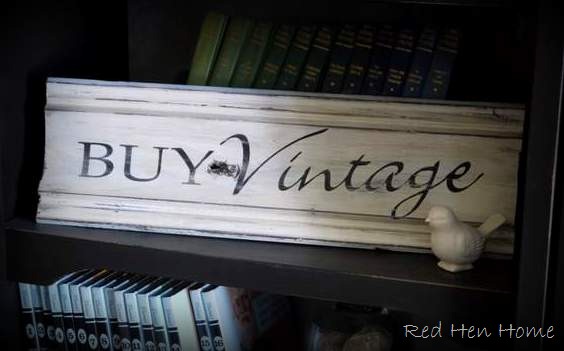 BUY Vintage
Red Hen Home